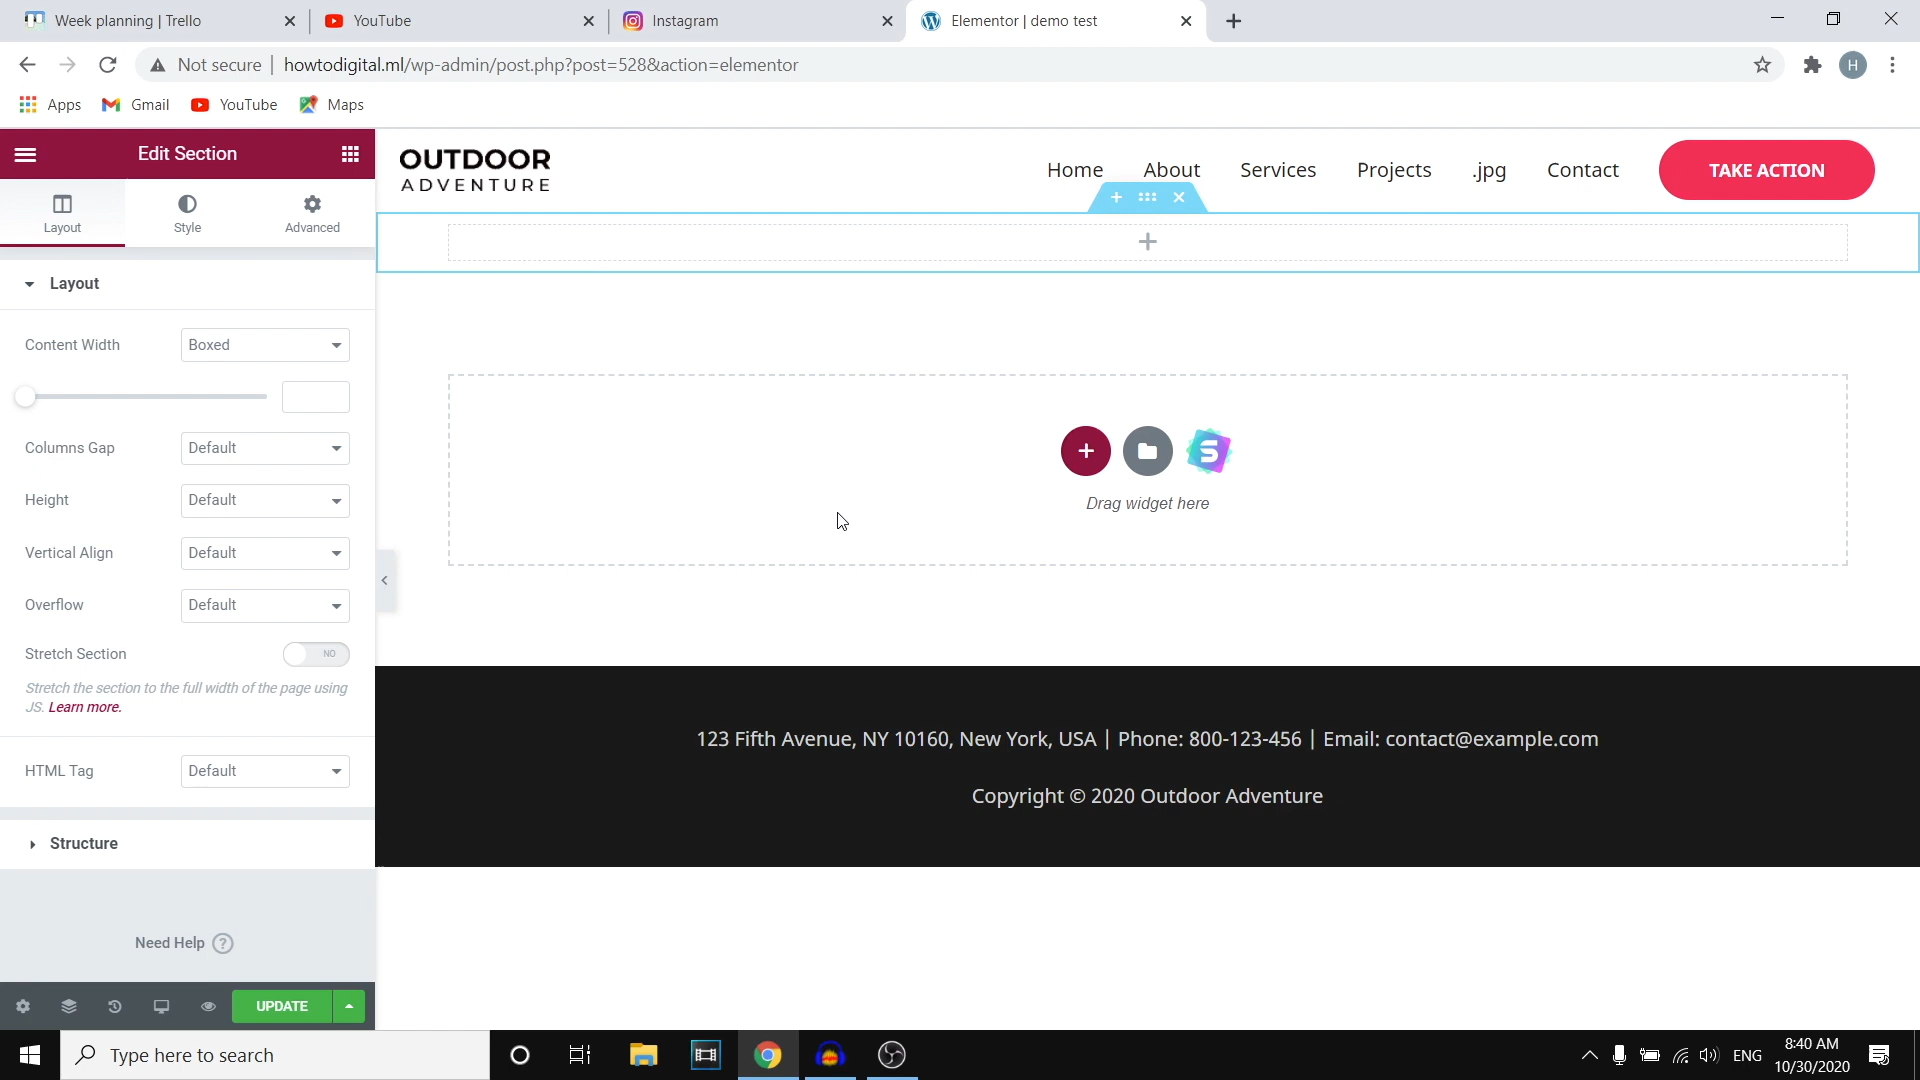 Week planning | Trello
YouTube
Instagram
Elementor | demo test
Not secure | howtodigital.ml/wp-admin/post.php?post=528&action=elementor
H
Apps
Gmail
YouTube
Maps
Edit Section
Layout
Style
Advanced
Layout
Content Width
Boxed
Columns Gap
Default
Height
Default
Vertical Align
Default
Overflow
Default
Stretch Section
NO
Stretch the section to the full width of the page using
JS. Learn more.
HTML Tag
Default
Structure
Need Help ?
UPDATE
OUTDOOR
ADVENTURE
Home
About
Services
Projects
.jpg
Contact
TAKE ACTION
S
Drag widget here
123 Fifth Avenue, NY 10160, New York, USA | Phone: 800-123-456 | Email: contact@example.com
Copyright © 2020 Outdoor Adventure
Type here to search
ENG
8:40 AM
10/30/2020